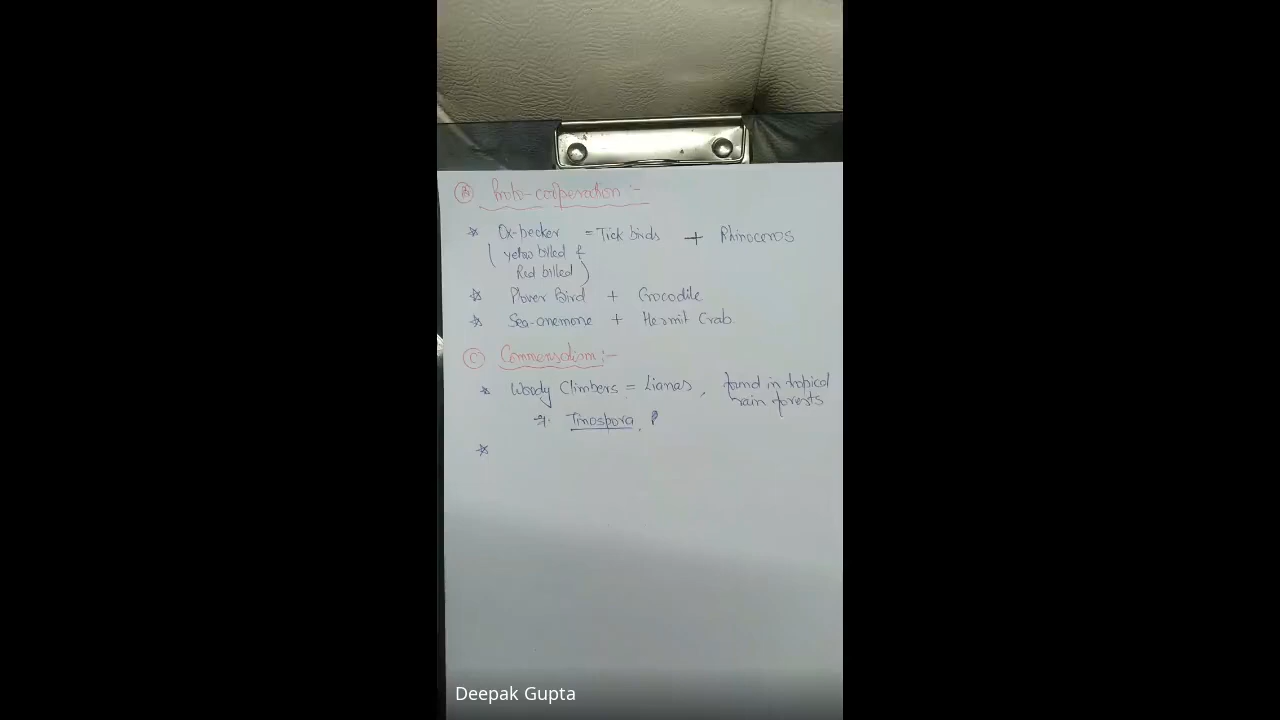 Ⓑ Proto-cooperation :-
☆ Ox-pecker = Tick birds + Rhinoceros
(yellow billed &
Red billed)
☆ Plover Bird + Crocodile
☆ Sea-anemone + Hermit Crab
Ⓒ Commensalism :-
☆ Woody Climbers = Lianas, found in tropical
rain forests
Tinospora, P
☆
Deepak Gupta